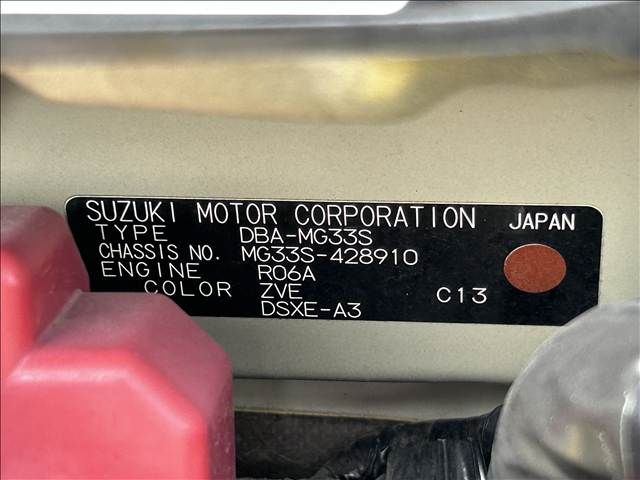 SUZUKI MOTOR CORPORATION JAPAN
TYPE DBA-MG33S
CHASSIS NO. MG33S-428910
ENGINE R06A
COLOR ZVE C13
DSXE-A3